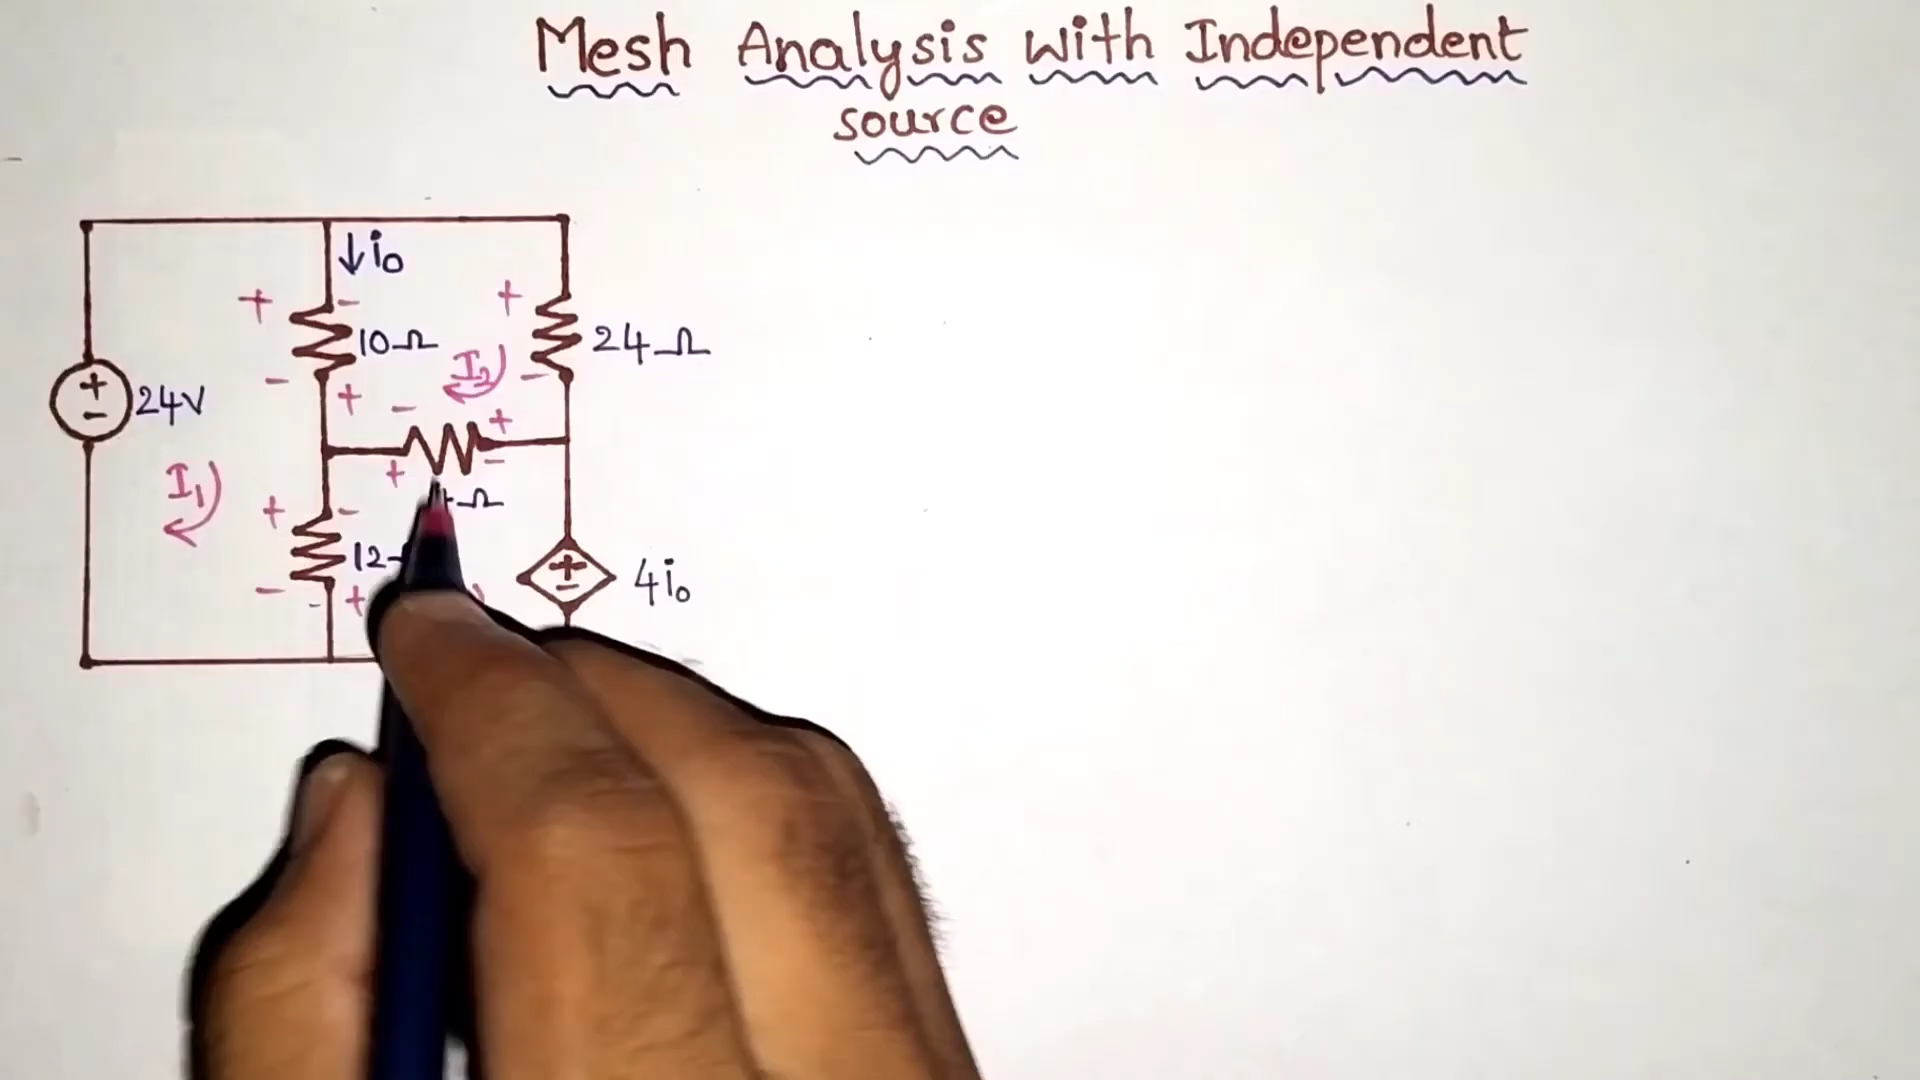 Mesh Analysis with Independent
source
↓i₀
+ -
+
10Ω
24Ω
I₂
- + - + -
+
-
24V
+ -
I₁
+ -
Ω
12
- +
+
-
4i₀